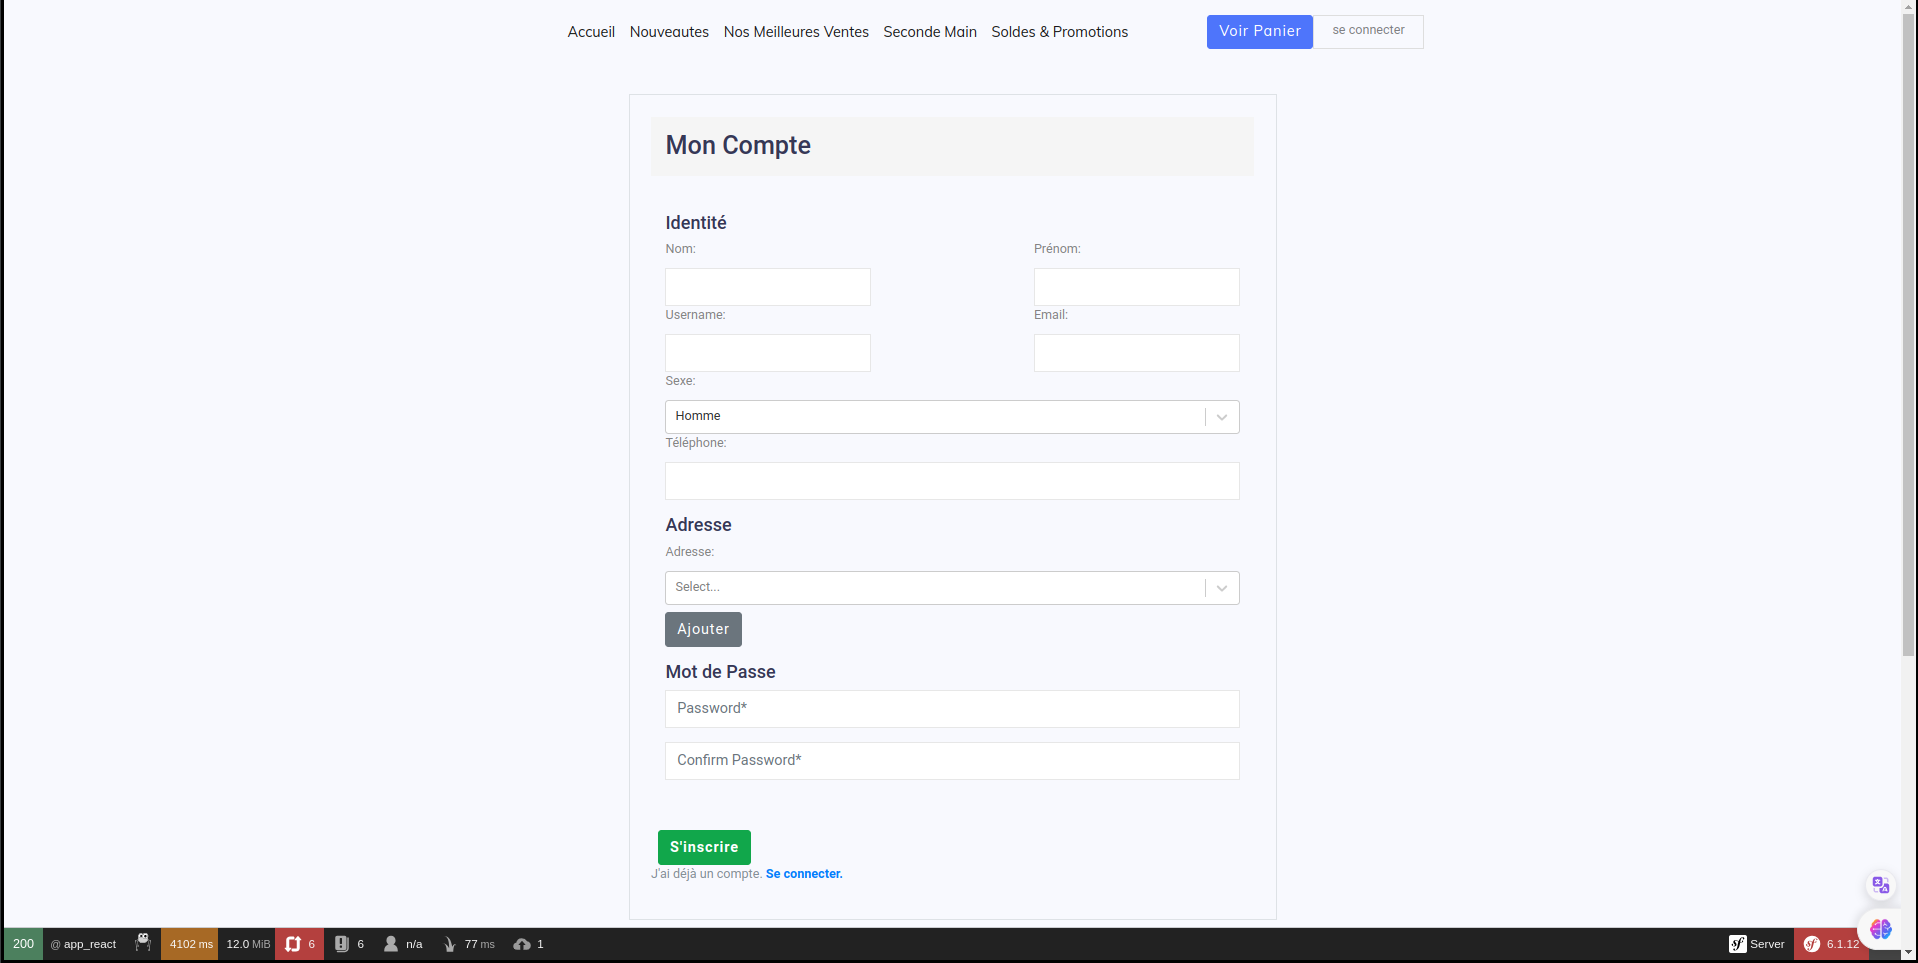 Accueil Nouveautes Nos Meilleures Ventes Seconde Main Soldes & Promotions Voir Panier se connecter
Mon Compte
Identité
Nom: Prénom:
Username: Email:
Sexe:
Homme
Téléphone:
Adresse
Adresse:
Select...
Ajouter
Mot de Passe
Password*
Confirm Password*
S'inscrire
J'ai déjà un compte. Se connecter.
200 @ app_react 4102 ms 12.0 MiB 6 6 n/a 77 ms 1 Server 6.1.12